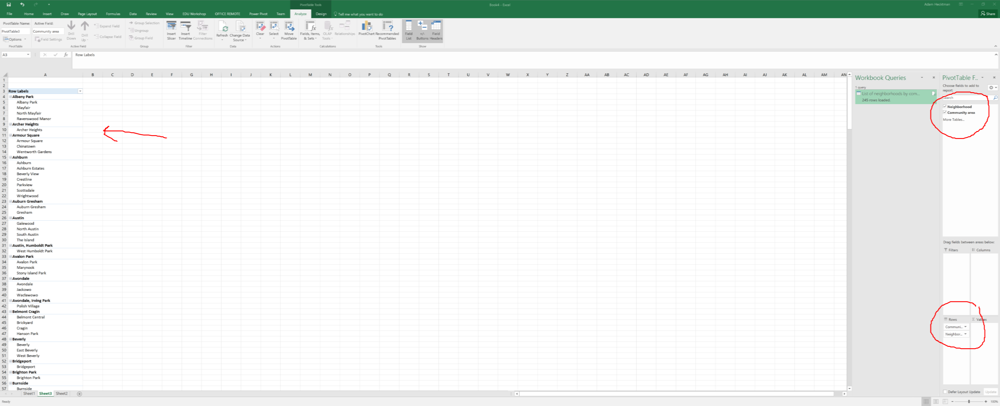 PivotTable Tools
Book4 - Excel
Adam Hecktman
File Home Insert Draw Page Layout Formulas Data Review View EDU Workshop OFFICE REMOTE Power Pivot Team Analyze Design Tell me what you want to do
Share
PivotTable Name:
PivotTable3
Options
PivotTable
Active Field:
Community area
Field Settings
Drill Down
Drill Up
Expand Field
Collapse Field
Active Field
Group Selection
Ungroup
Group Field
Group
Insert Slicer
Insert Timeline
Filter Connections
Filter
Refresh
Change Data Source
Data
Clear
Select
Move PivotTable
Actions
Fields, Items, & Sets
OLAP Tools
Relationships
Calculations
PivotChart
Recommended PivotTables
Tools
Field List
+/- Buttons
Field Headers
Show
A3 fx Row Labels
A B C D E F G H I J K L M N O P Q R S T U V W X Y Z AA AB AC AD AE AF AG AH AI AJ AK AL AM AN
1
2
3 Row Labels
4 Albany Park
5 Albany Park
6 Mayfair
7 North Mayfair
8 Ravenswood Manor
9 Archer Heights
10 Archer Heights
11 Armour Square
12 Armour Square
13 Chinatown
14 Wentworth Gardens
15 Ashburn
16 Ashburn
17 Ashburn Estates
18 Beverly View
19 Crestline
20 Parkview
21 Scottsdale
22 Wrightwood
23 Auburn Gresham
24 Auburn Gresham
25 Gresham
26 Austin
27 Galewood
28 North Austin
29 South Austin
30 The Island
31 Austin, Humboldt Park
32 West Humboldt Park
33 Avalon Park
34 Avalon Park
35 Marynook
36 Stony Island Park
37 Avondale
38 Avondale
39 Jackowo
40 Wacławowo
41 Avondale, Irving Park
42 Polish Village
43 Belmont Cragin
44 Belmont Central
45 Brickyard
46 Cragin
47 Hanson Park
48 Beverly
49 Beverly
50 East Beverly
51 West Beverly
52 Bridgeport
53 Bridgeport
54 Brighton Park
55 Brighton Park
56 Burnside
57 Burnside
Workbook Queries
1 query
List of neighborhoods by com...
245 rows loaded.
PivotTable F...
Choose fields to add to
report:
Search
Neighborhood
Community area
More Tables...
Drag fields between areas below:
Filters Columns
Rows Values
Communi...
Neighbor...
Defer Layout Update Update
Sheet1 Sheet3 Sheet2
Ready
100%